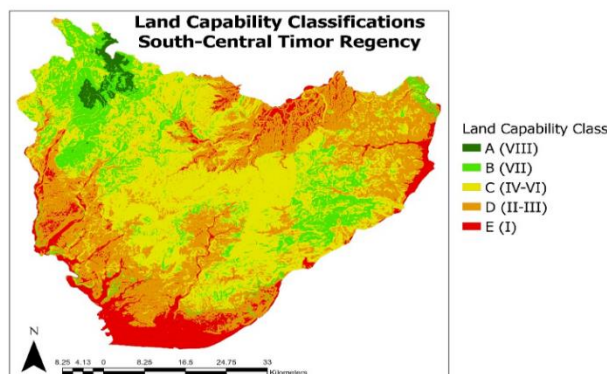 Land Capability Classifications
South-Central Timor Regency
Land Capability Class
A (VIII)
B (VII)
C (IV-VI)
D (II-III)
E (I)
N
8.25 4.13 0 8.26 16.5 24.75 33
Kilometers